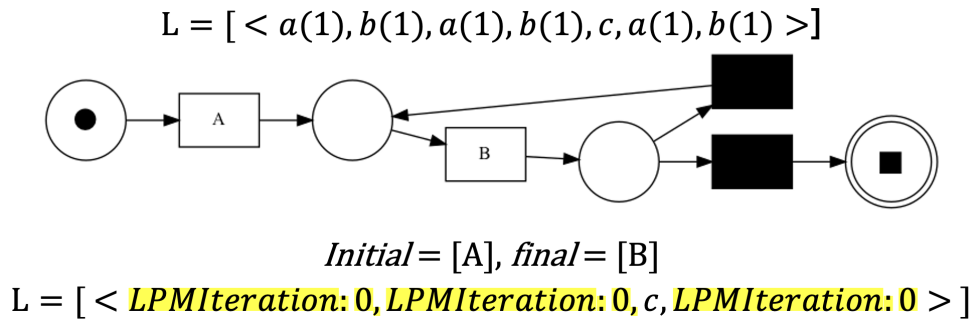 L = [ < a(1), b(1), a(1), b(1), c, a(1), b(1) >]
A
B
Initial = [A], final = [B]
L = [ < LPMIteration: 0, LPMIteration: 0, c, LPMIteration: 0 > ]